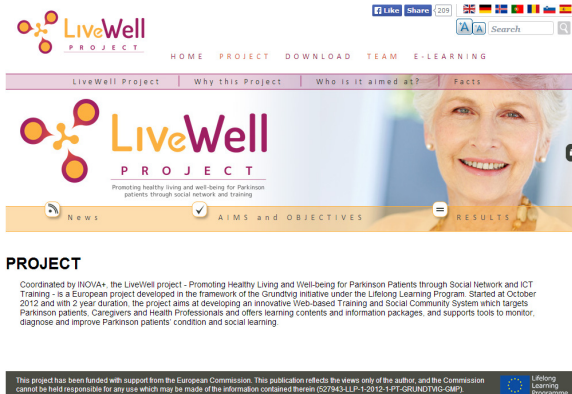 LiveWell
PROJECT
Like Share 209
A A Search
HOME PROJECT DOWNLOAD TEAM E-LEARNING
LiveWell Project Why this Project Who is it aimed at? Facts
LiveWell
PROJECT
Promoting healthy living and well-being for Parkinson
patients through social network and training
News AIMS and OBJECTIVES RESULTS
PROJECT
Coordinated by INOVA+, the LiveWell project - Promoting Healthy Living and Well-being for Parkinson Patients through Social Network and ICT
Training - is a European project developed in the framework of the Grundtvig initiative under the Lifelong Learning Program. Started at October
2012 and with 2 year duration, the project aims at developing an innovative Web-based Training and Social Community System which targets
Parkinson patients, Caregivers and Health Professionals and offers learning contents and information packages, and supports tools to monitor,
diagnose and improve Parkinson patients' condition and social learning.
This project has been funded with support from the European Commission. This publication reflects the views only of the author, and the Commission
cannot be held responsible for any use which may be made of the information contained therein (527943-LLP-1-2012-1-PT-GRUNDTVIG-GMP).
Lifelong
Learning
Programme